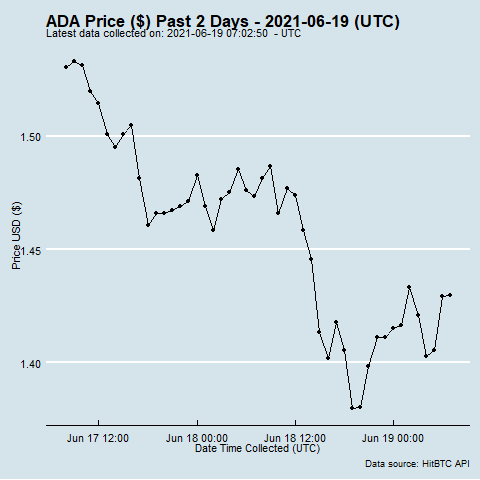 ADA Price ($) Past 2 Days - 2021-06-19 (UTC)
Latest data collected on: 2021-06-19 07:02:50 - UTC
Price USD ($)
1.50
1.45
1.40
Jun 17 12:00
Jun 18 00:00
Jun 18 12:00
Jun 19 00:00
Date Time Collected (UTC)
Data source: HitBTC API